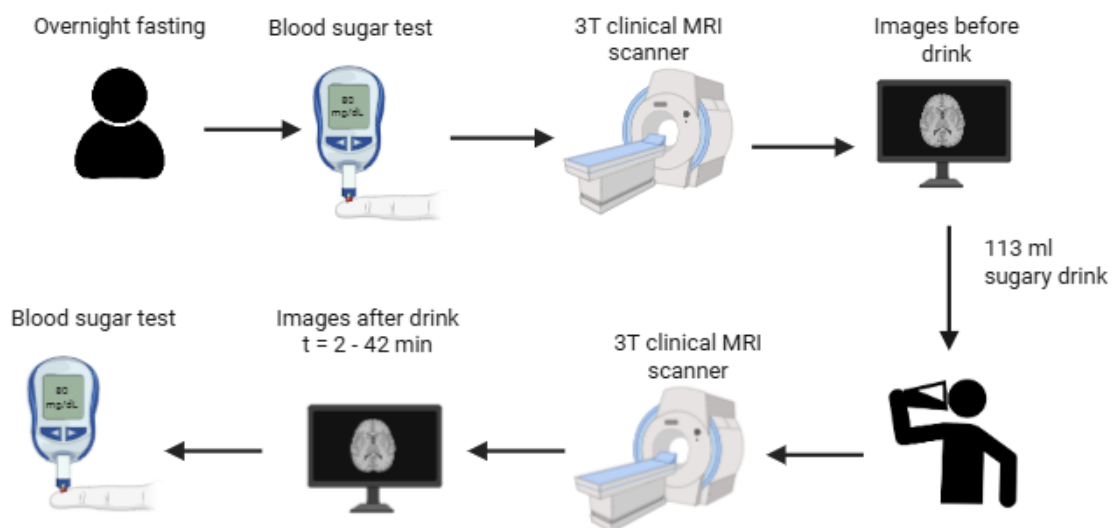 Overnight fasting
Blood sugar test
80
mg/dL
3T clinical MRI
scanner
Images before
drink
113 ml
sugary drink
3T clinical MRI
scanner
Images after drink
t = 2 - 42 min
Blood sugar test
80
mg/dL